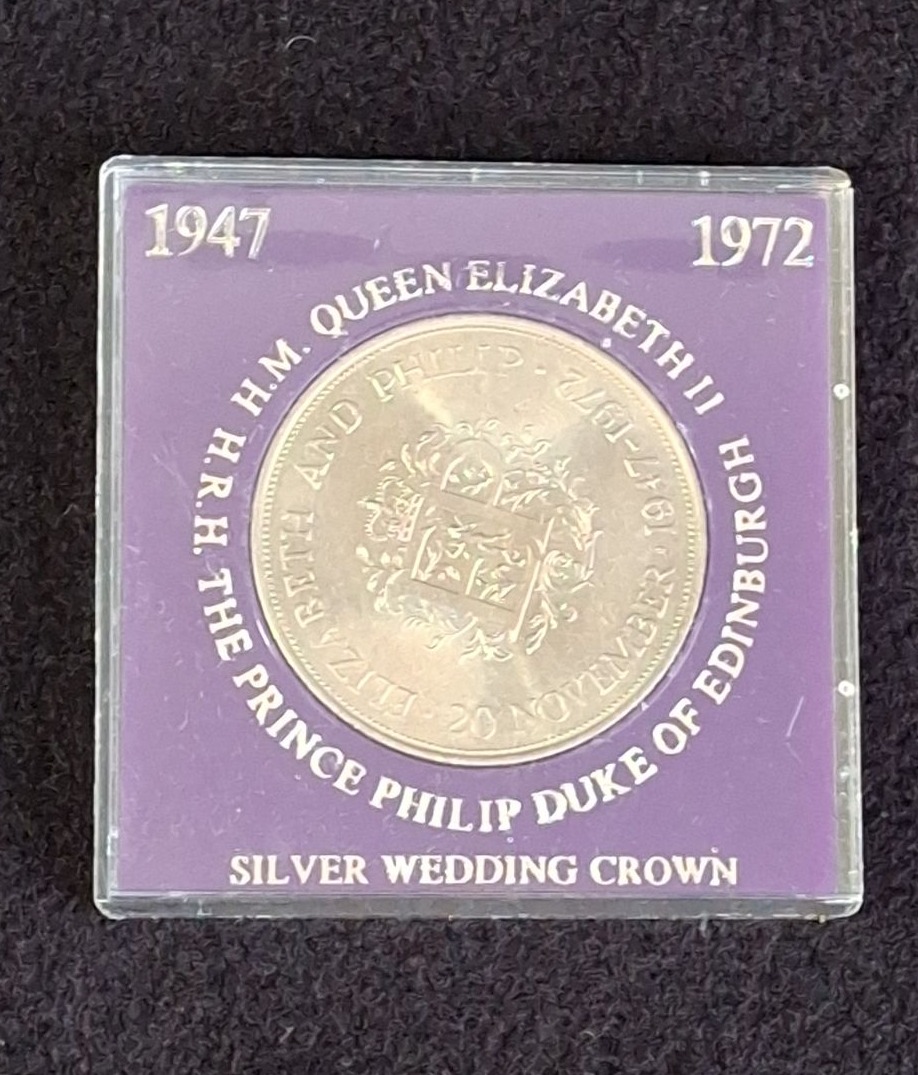 1947
1972
H.M. QUEEN ELIZABETH II
H.R.H. THE PRINCE PHILIP DUKE OF EDINBURGH
ELIZABETH AND PHILIP · 20 NOVEMBER · 1947-1972
SILVER WEDDING CROWN